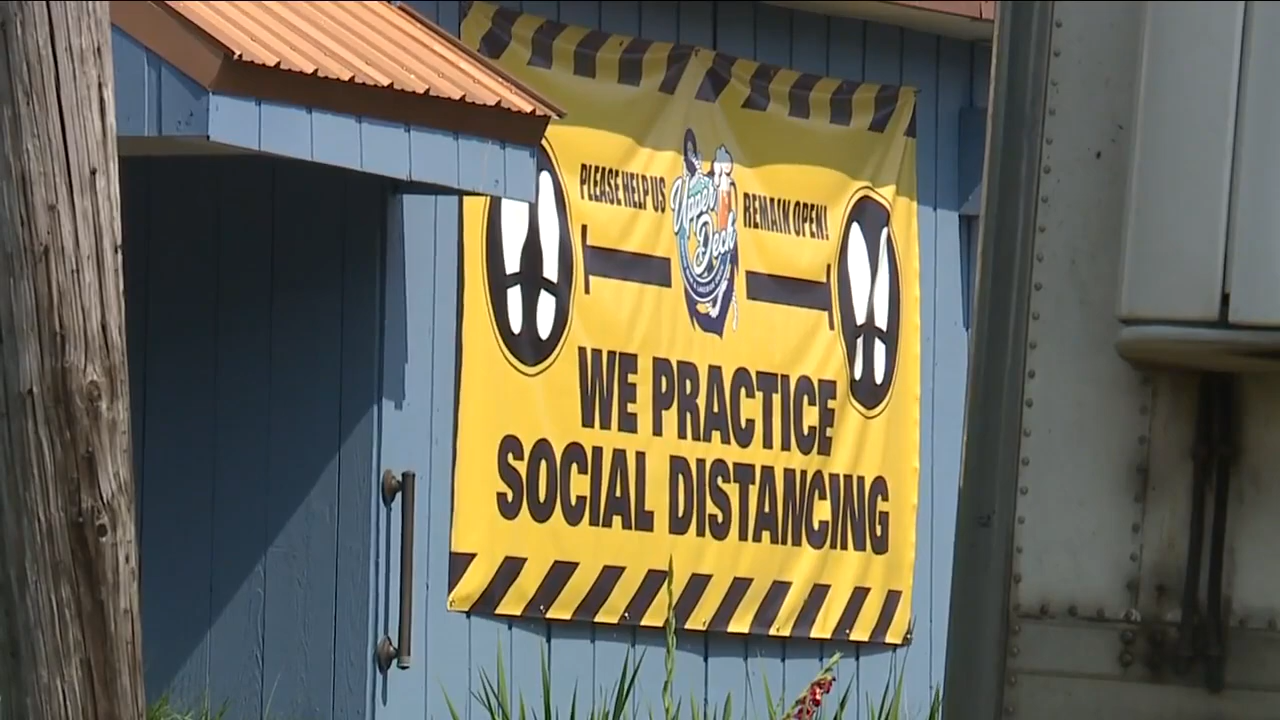 PLEASE HELP US
Upper
Deck
REMAIN OPEN!
WE PRACTICE
SOCIAL DISTANCING